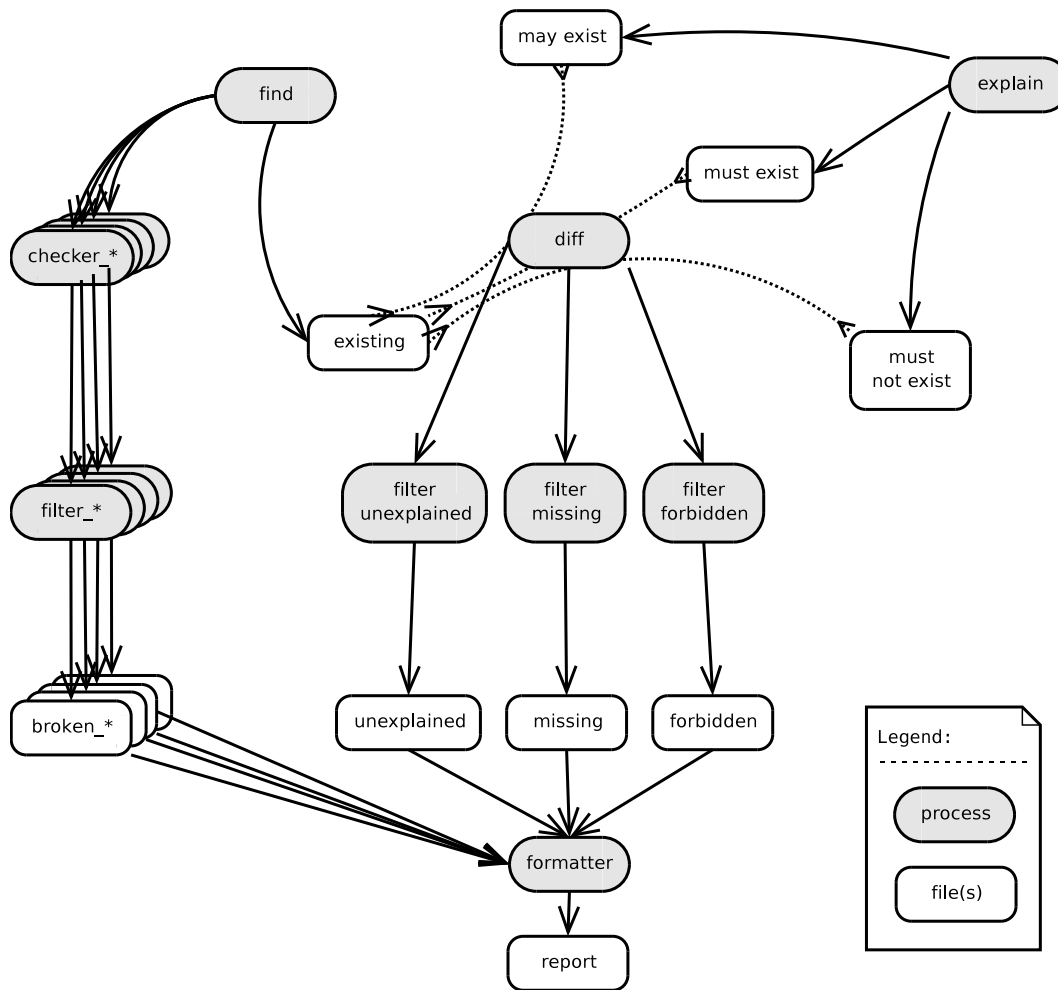 may exist
find
explain
must exist
diff
checker_*
existing
must
not exist
filter
unexplained
filter
missing
filter
forbidden
filter_*
unexplained
missing
forbidden
broken_*
Legend:
process
formatter
file(s)
report